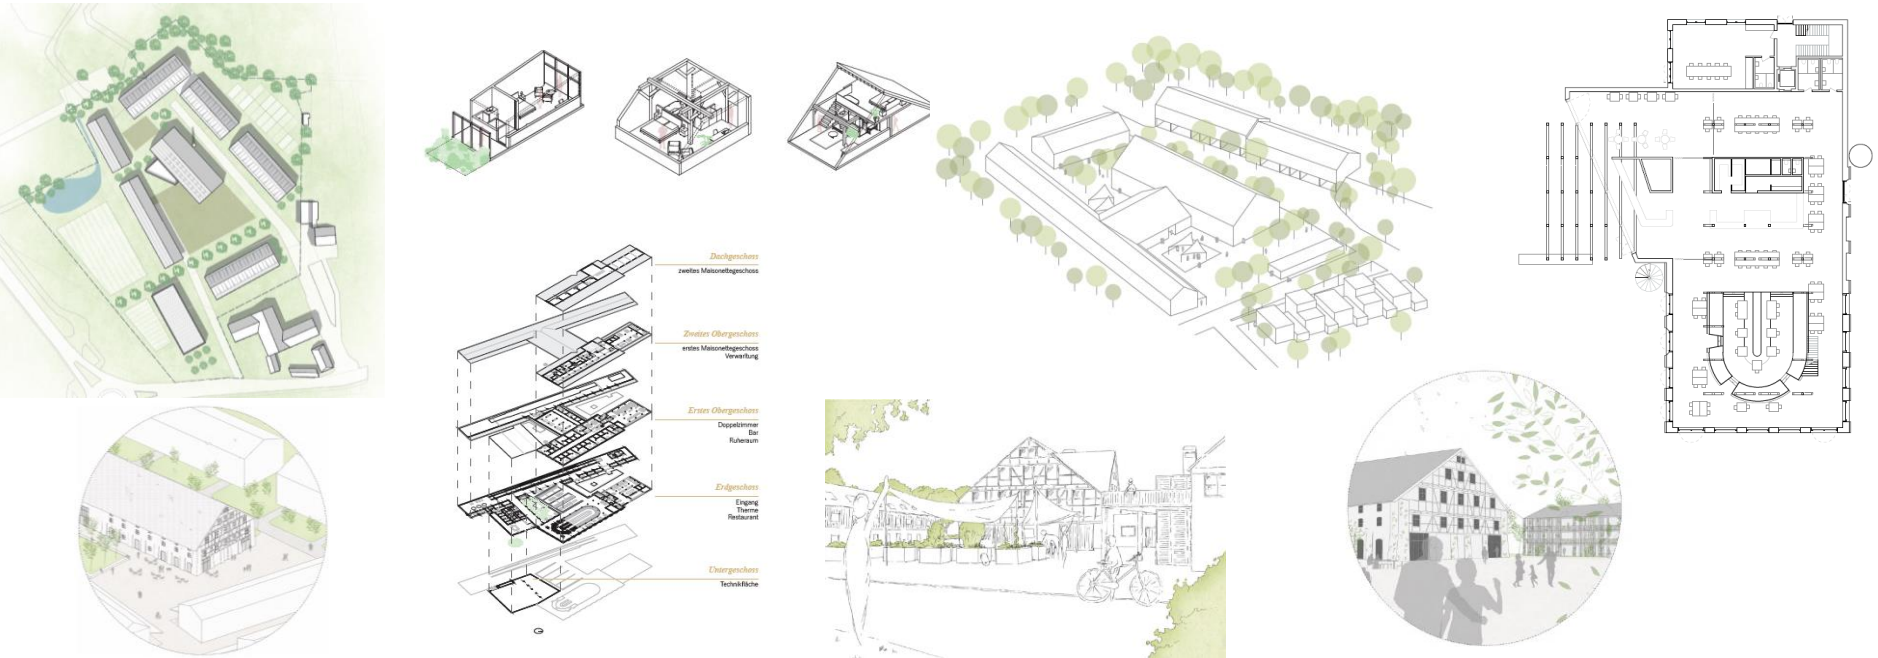 Dachgeschoss
zweites Maisonettegeschoss
Zweites Obergeschoss
erstes Maisonettegeschoss
Verwaltung
Erstes Obergeschoss
Doppelzimmer
Bar
Ruheraum
Erdgeschoss
Eingang
Therme
Restaurant
Untergeschoss
Technikfläche